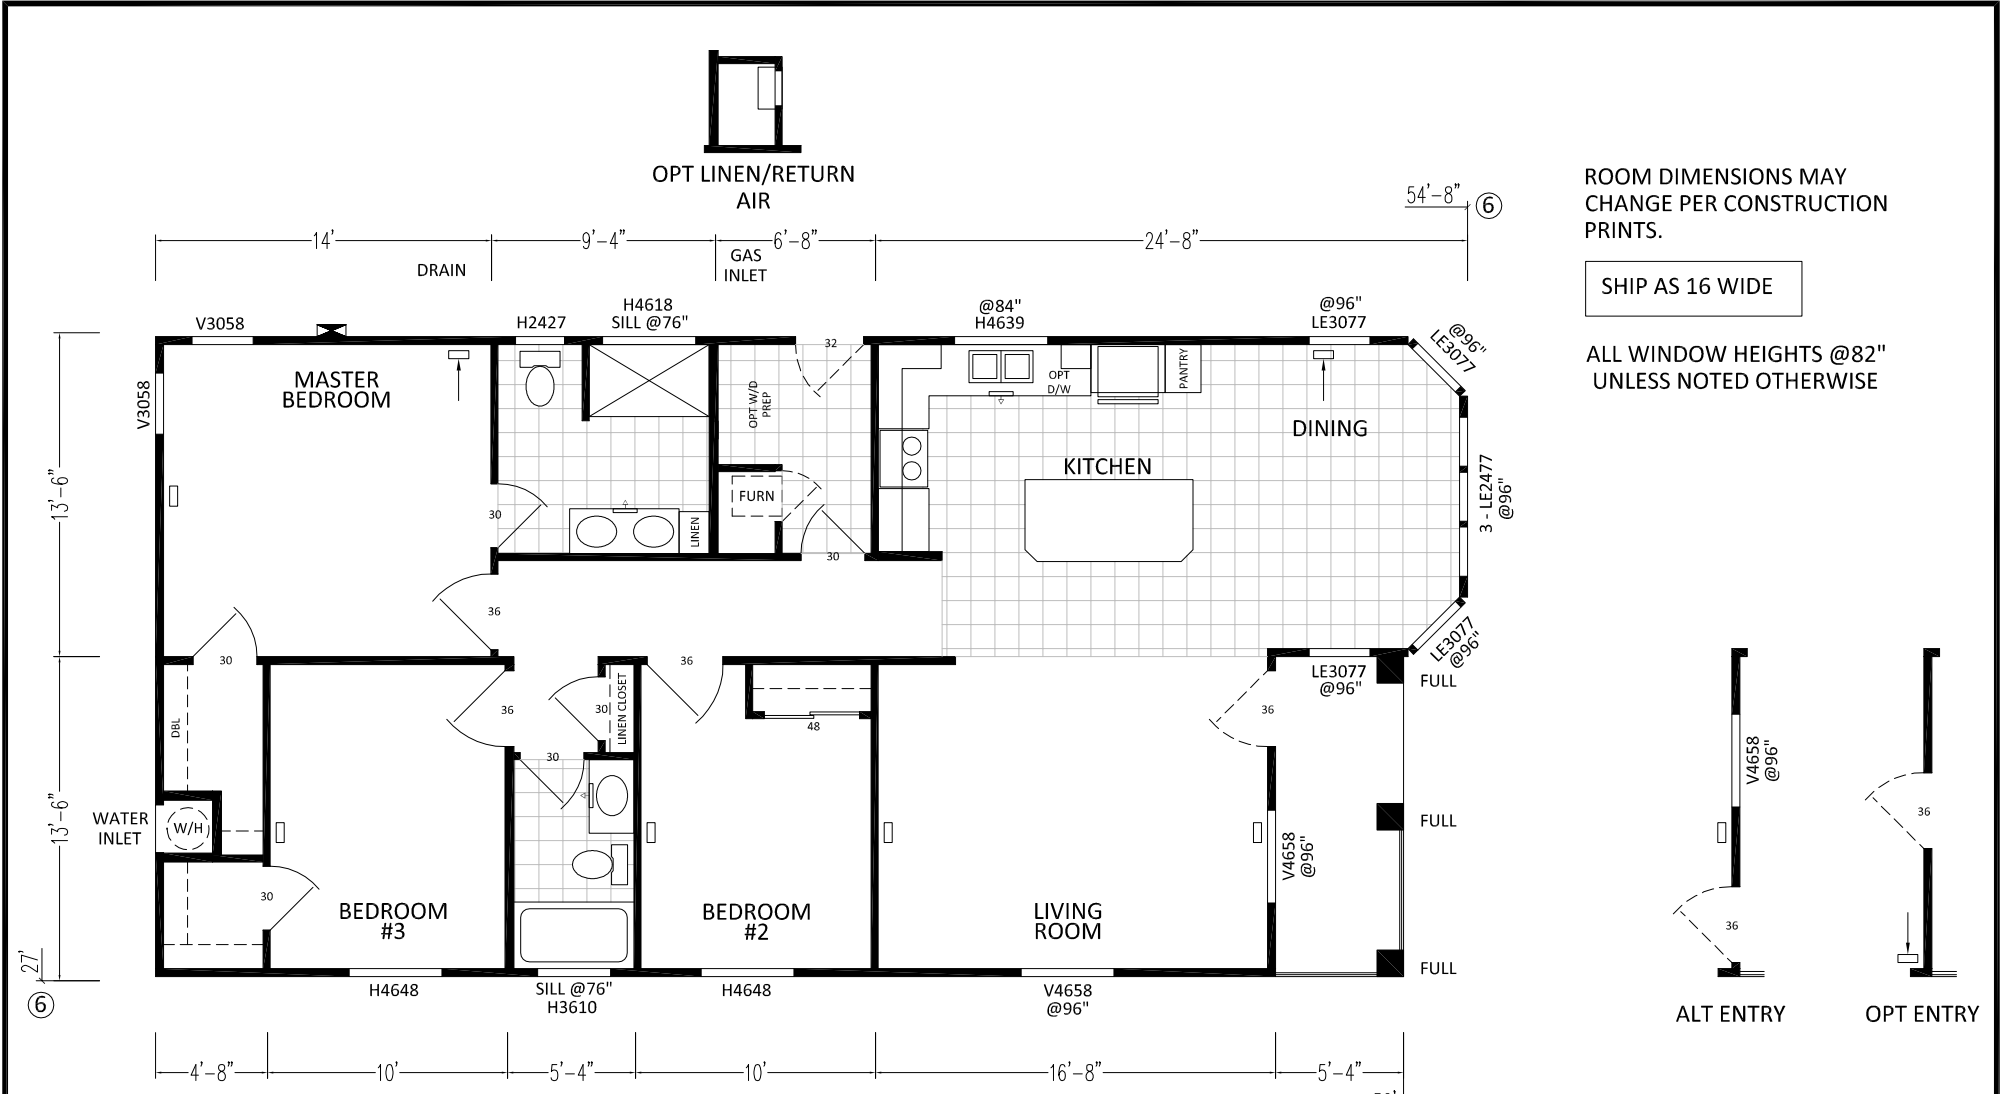 OPT LINEN/RETURN
AIR
54'-8"
6
ROOM DIMENSIONS MAY
CHANGE PER CONSTRUCTION
PRINTS.
SHIP AS 16 WIDE
ALL WINDOW HEIGHTS @82"
UNLESS NOTED OTHERWISE
14'
9'-4"
6'-8"
24'-8"
DRAIN
GAS
INLET
V3058
H2427
H4618
SILL @76"
32
@84"
H4639
@96"
LE3077
@96"
LE3077
V3058
MASTER
BEDROOM
OPT W/D
PREP
OPT
D/W
PANTRY
DINING
KITCHEN
13'-6"
FURN
3 - LE2477
@96"
30
LINEN
30
36
LE3077
@96"
30
36
LE3077
@96"
FULL
DBL
36
30
LINEN CLOSET
48
36
30
V4658
@96"
36
13'-6"
WATER
INLET
W/H
FULL
V4658
@96"
30
BEDROOM
#3
BEDROOM
#2
LIVING
ROOM
36
27'
6
FULL
H4648
SILL @76"
H3610
H4648
V4658
@96"
ALT ENTRY
OPT ENTRY
4'-8"
10'
5'-4"
10'
16'-8"
5'-4"